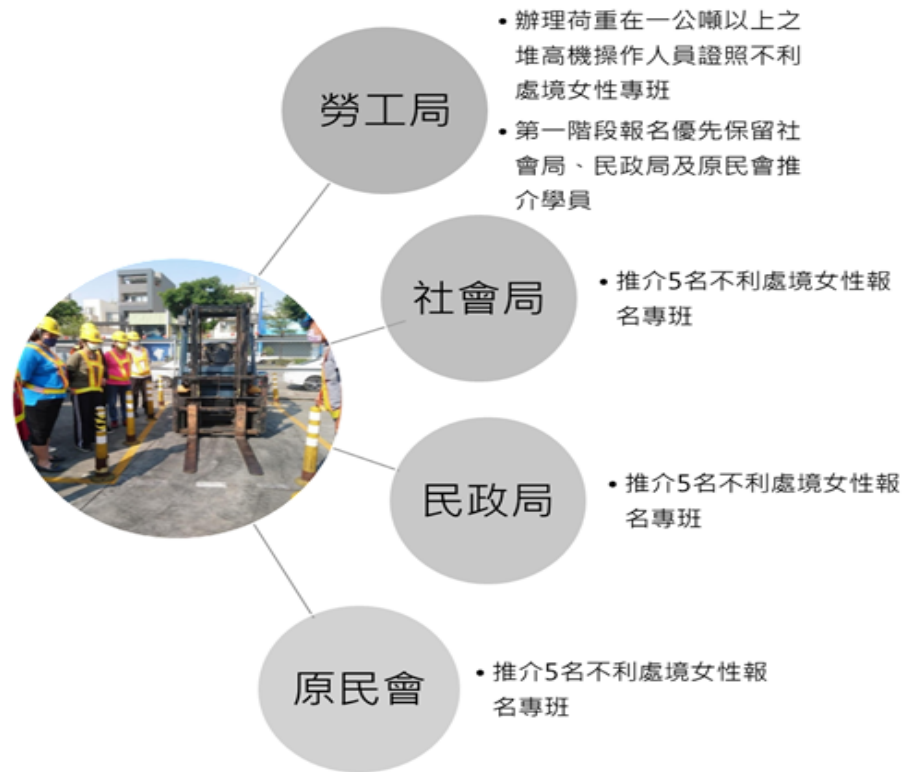 勞工局
• 辦理荷重在一公噸以上之
堆高機操作人員證照不利
處境女性專班
• 第一階段報名優先保留社
會局、民政局及原民會推
介學員
社會局
• 推介5名不利處境女性報
名專班
民政局
• 推介5名不利處境女性報
名專班
原民會
• 推介5名不利處境女性報
名專班